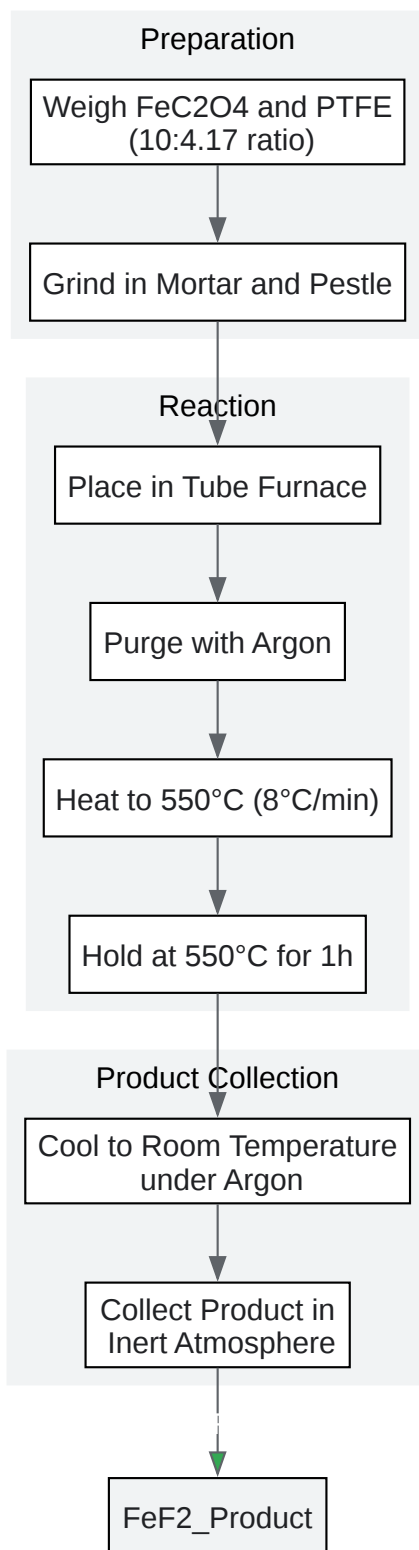 Preparation
Weigh FeC2O4 and PTFE
(10:4.17 ratio)
Grind in Mortar and Pestle
Reaction
Place in Tube Furnace
Purge with Argon
Heat to 550°C (8°C/min)
Hold at 550°C for 1h
Product Collection
Cool to Room Temperature
under Argon
Collect Product in
Inert Atmosphere
FeF2_Product